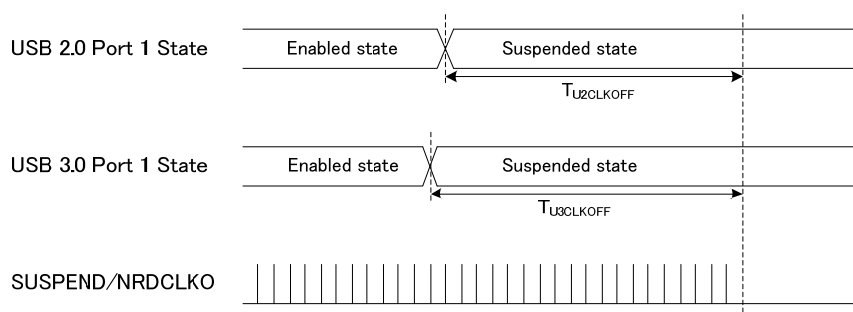 USB 2.0 Port 1 State
Enabled state
Suspended state
TU2CLKOFF
USB 3.0 Port 1 State
Enabled state
Suspended state
TU3CLKOFF
SUSPEND/NRDCLKO